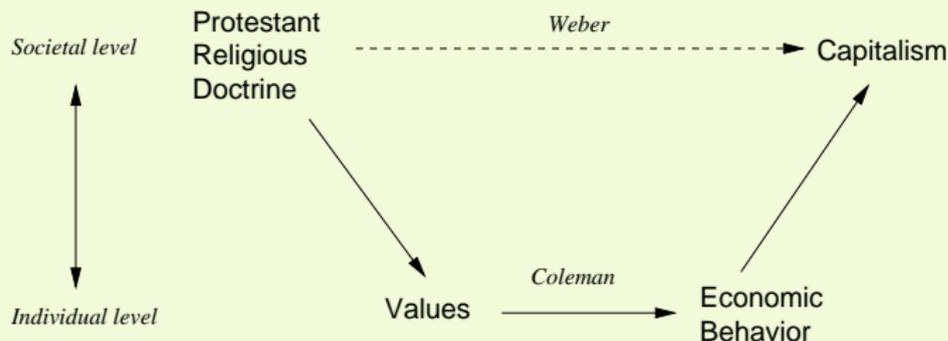 Societal level
Protestant
Religious
Doctrine
Weber
Capitalism
Individual level
Values
Coleman
Economic
Behavior